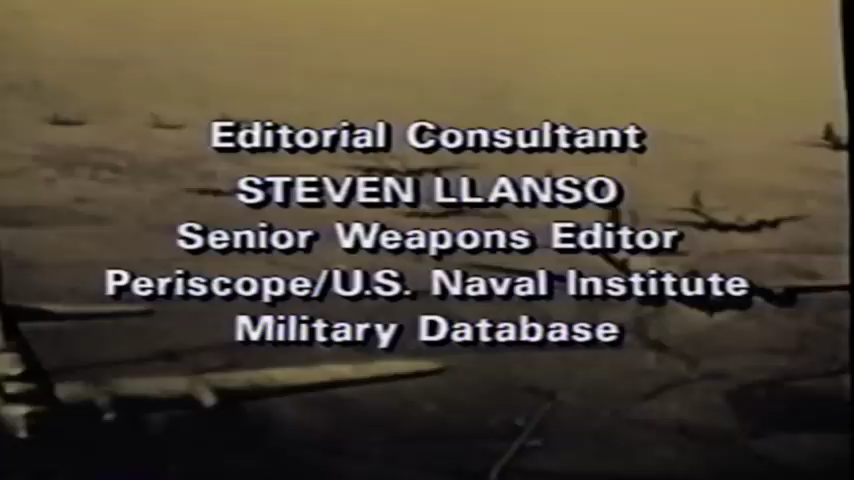 Editorial Consultant
STEVEN LLANSO
Senior Weapons Editor
Periscope/U.S. Naval Institute
Military Database